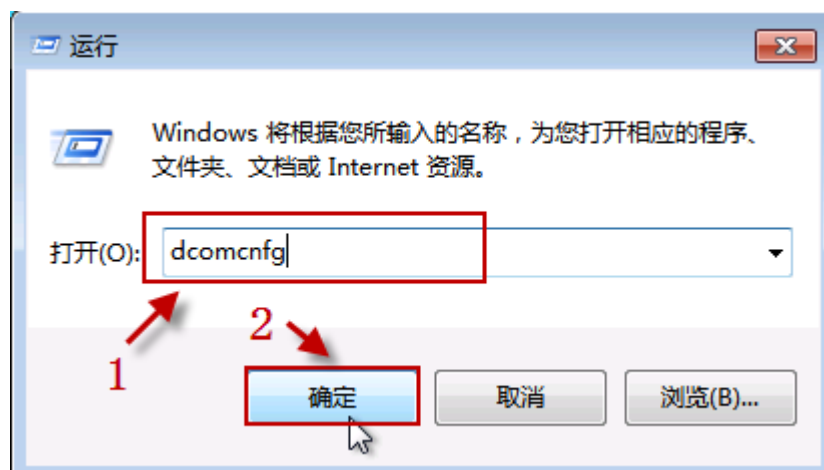 运行
Windows 将根据您所输入的名称，为您打开相应的程序、
文件夹、文档或 Internet 资源。
打开(O): dcomcnfg
1
2
确定 取消 浏览(B)...